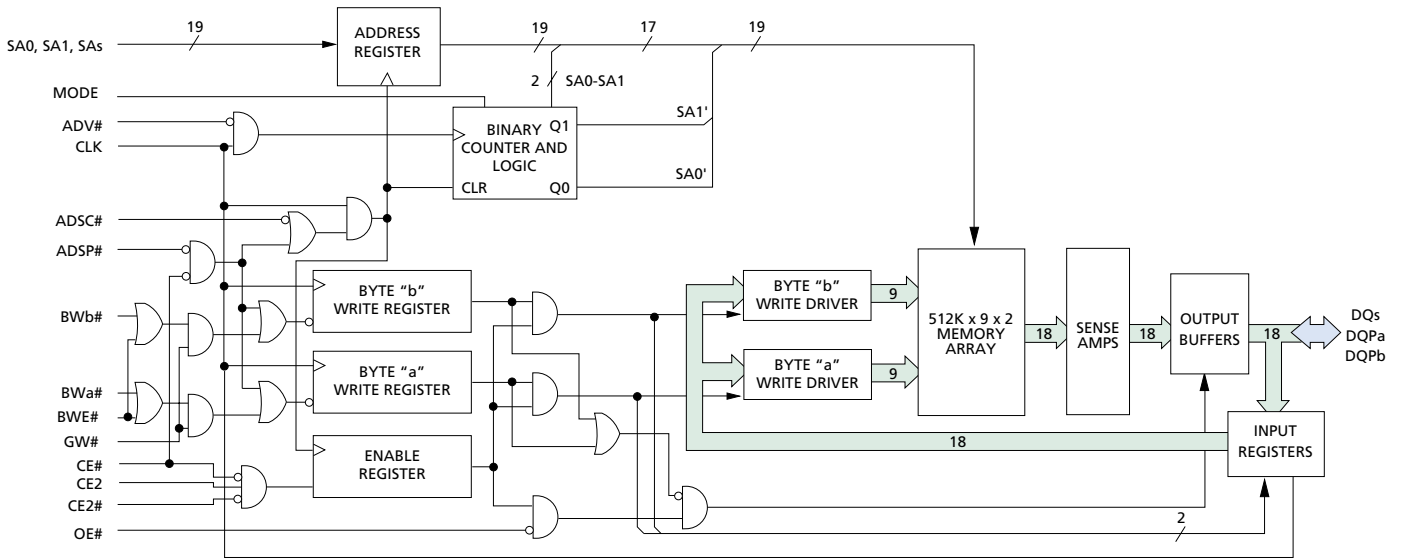 SA0, SA1, SAs
19
ADDRESS
REGISTER
19
17
19
2
SA0-SA1
MODE
ADV#
CLK
BINARY
COUNTER AND
LOGIC
Q1
CLR
Q0
SA1'
SA0'
ADSC#
ADSP#
BYTE “b”
WRITE REGISTER
BYTE “b”
WRITE DRIVER
9
BWb#
512K x 9 x 2
MEMORY
ARRAY
18
SENSE
AMPS
18
OUTPUT
BUFFERS
18
DQs
DQPa
DQPb
BYTE “a”
WRITE REGISTER
BYTE “a”
WRITE DRIVER
9
BWa#
BWE#
GW#
CE#
CE2
CE2#
OE#
ENABLE
REGISTER
18
INPUT
REGISTERS
2